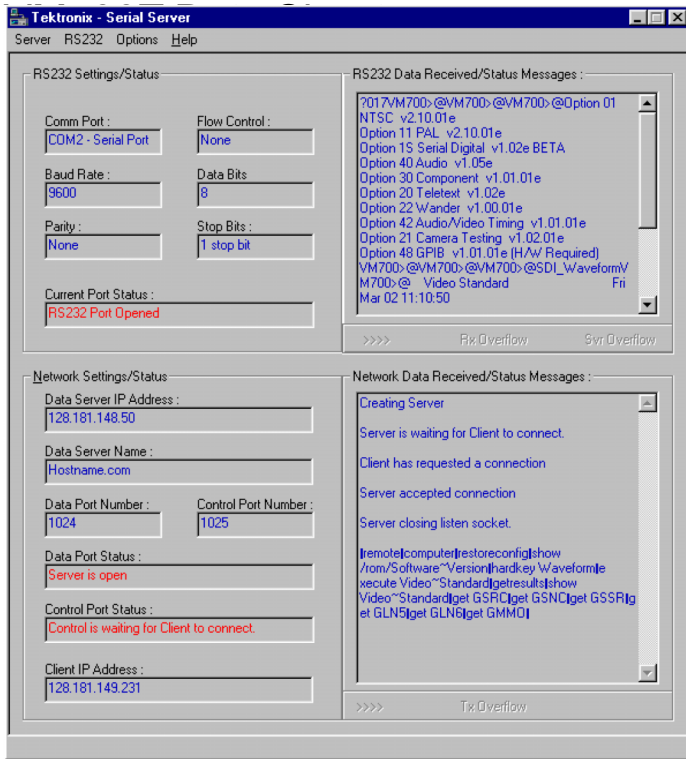 Tektronix - Serial Server
Server RS232 Options Help
RS232 Settings/Status
Comm Port :
COM2 - Serial Port
Flow Control :
None
Baud Rate :
9600
Data Bits
8
Parity :
None
Stop Bits :
1 stop bit
Current Port Status :
RS232 Port Opened
RS232 Data Received/Status Messages :
?017VM700>@VM700>@VM700>@Option 01
NTSC v2.10.01e
Option 11 PAL v2.10.01e
Option 1S Serial Digital v1.02e BETA
Option 40 Audio v1.05e
Option 30 Component v1.01.01e
Option 20 Teletext v1.02e
Option 22 Wander v1.00.01e
Option 42 Audio/Video Timing v1.01.01e
Option 21 Camera Testing v1.02.01e
Option 48 GPIB v1.01.01e (H/W Required)
VM700>@VM700>@VM700>@SDI_WaveformV
M700>@ Video Standard Fri
Mar 02 11:10:50
>>>> Rx Overflow Svr Overflow
Network Settings/Status
Data Server IP Address :
128.181.148.50
Data Server Name :
Hostname.com
Data Port Number :
1024
Control Port Number :
1025
Data Port Status :
Server is open
Control Port Status :
Control is waiting for Client to connect.
Client IP Address :
128.181.149.231
Network Data Received/Status Messages :
Creating Server
Server is waiting for Client to connect.
Client has requested a connection
Server accepted connection
Server closing listen socket.
|remote|computer|restoreconfig|show
/rom/Software~Version|hardkey Waveform|e
xecute Video~Standard|getresults|show
Video~Standard|get GSRC|get GSNC|get GSSR|g
et GLN5|get GLN6|get GMMO|
>>>> Tx Overflow